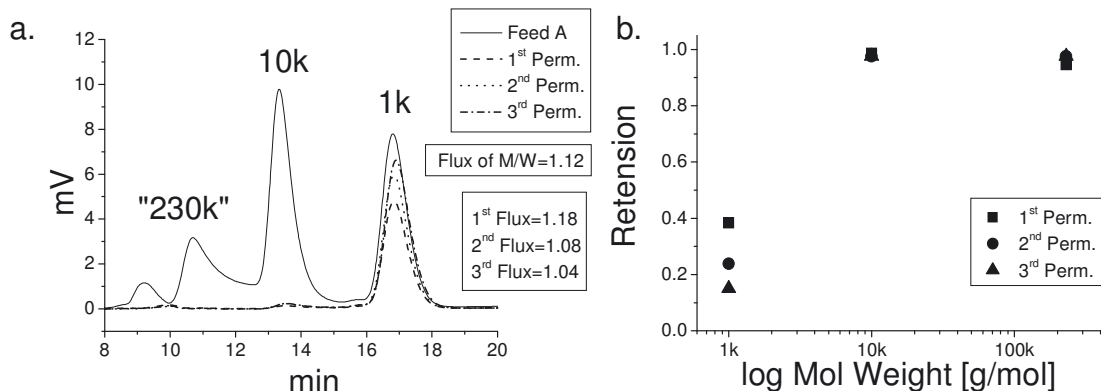 a.
12
10
8
6
4
2
0
mV
8
10
12
14
16
18
20
min
"230k"
10k
1k
Feed A
1st Perm.
2nd Perm.
3rd Perm.
Flux of M/W=1.12
1st Flux=1.18
2nd Flux=1.08
3rd Flux=1.04
b.
1.0
0.8
0.6
0.4
0.2
0.0
Retension
1k
10k
100k
log Mol Weight [g/mol]
1st Perm.
2nd Perm.
3rd Perm.